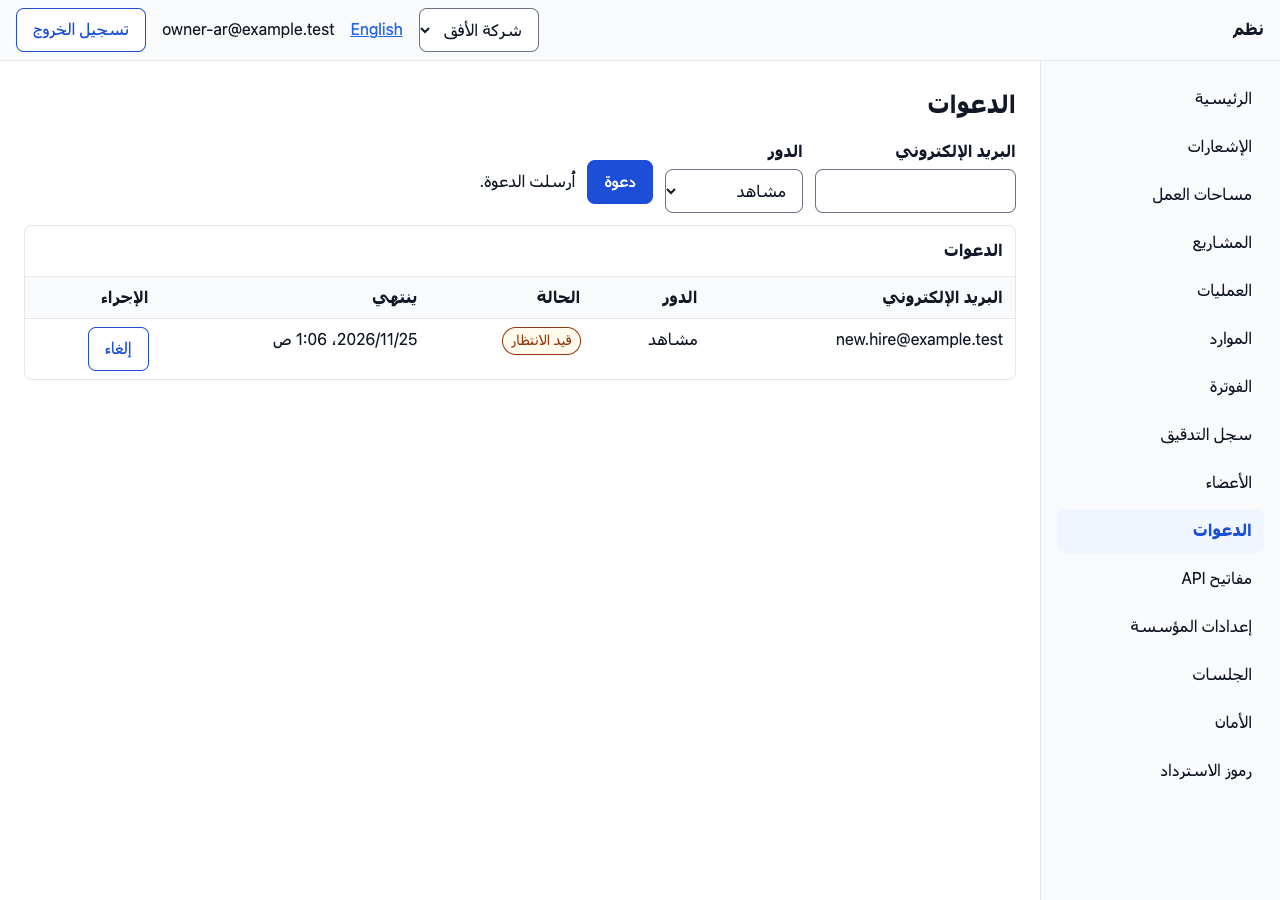 نظم
شركة الأفق
English
owner-ar@example.test
تسجيل الخروج
الرئيسية
الإشعارات
مساحات العمل
المشاريع
العمليات
الموارد
الفوترة
سجل التدقيق
الأعضاء
الدعوات
مفاتيح API
إعدادات المؤسسة
الجلسات
الأمان
رموز الاسترداد
الدعوات
البريد الإلكتروني
الدور
مشاهد
دعوة
أُرسلت الدعوة.
الدعوات
البريد الإلكتروني الدور الحالة ينتهي الإجراء
new.hire@example.test مشاهد قيد الانتظار 25‏/11‏/2026، 1:06 ص إلغاء